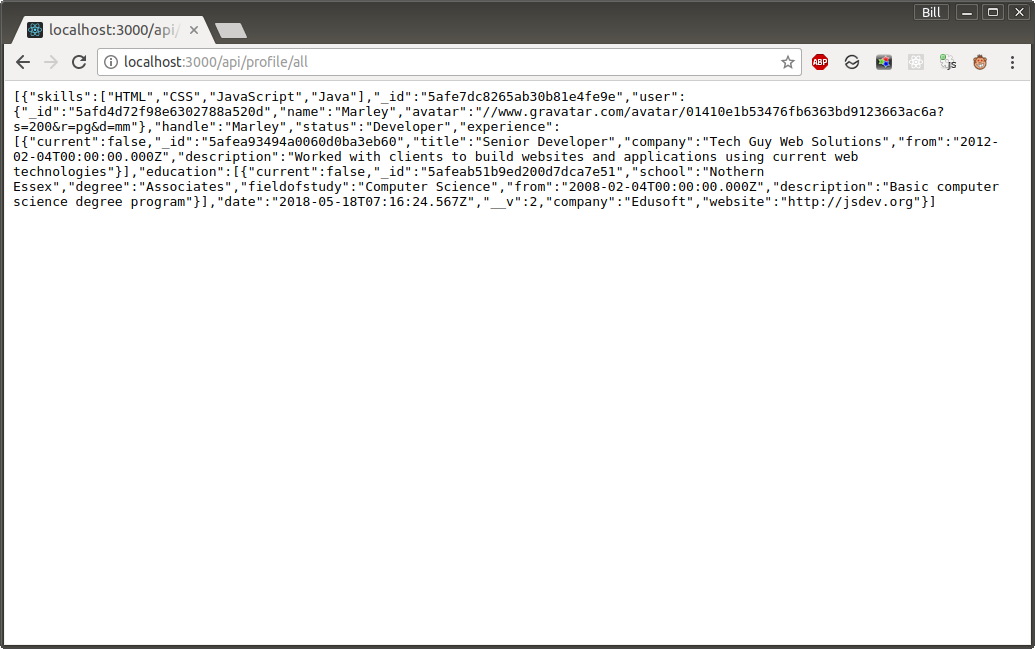 Bill
localhost:3000/api/
localhost:3000/api/profile/all
ABP
js
[{"skills":["HTML","CSS","JavaScript","Java"],"_id":"5afe7dc8265ab30b81e4fe9e","user":
{"_id":"5afd4d72f98e6302788a520d","name":"Marley","avatar":"//www.gravatar.com/avatar/01410e1b53476fb6363bd9123663ac6a?
s=200&r=pg&d=mm"},"handle":"Marley","status":"Developer","experience":
[{"current":false,"_id":"5afea93494a0060d0ba3eb60","title":"Senior Developer","company":"Tech Guy Web Solutions","from":"2012-
02-04T00:00:00.000Z","description":"Worked with clients to build websites and applications using current web
technologies"}],"education":[{"current":false,"_id":"5afeab51b9ed200d7dca7e51","school":"Nothern
Essex","degree":"Associates","fieldofstudy":"Computer Science","from":"2008-02-04T00:00:00.000Z","description":"Basic computer
science degree program"}],"date":"2018-05-18T07:16:24.567Z","__v":2,"company":"Edusoft","website":"http://jsdev.org"}]